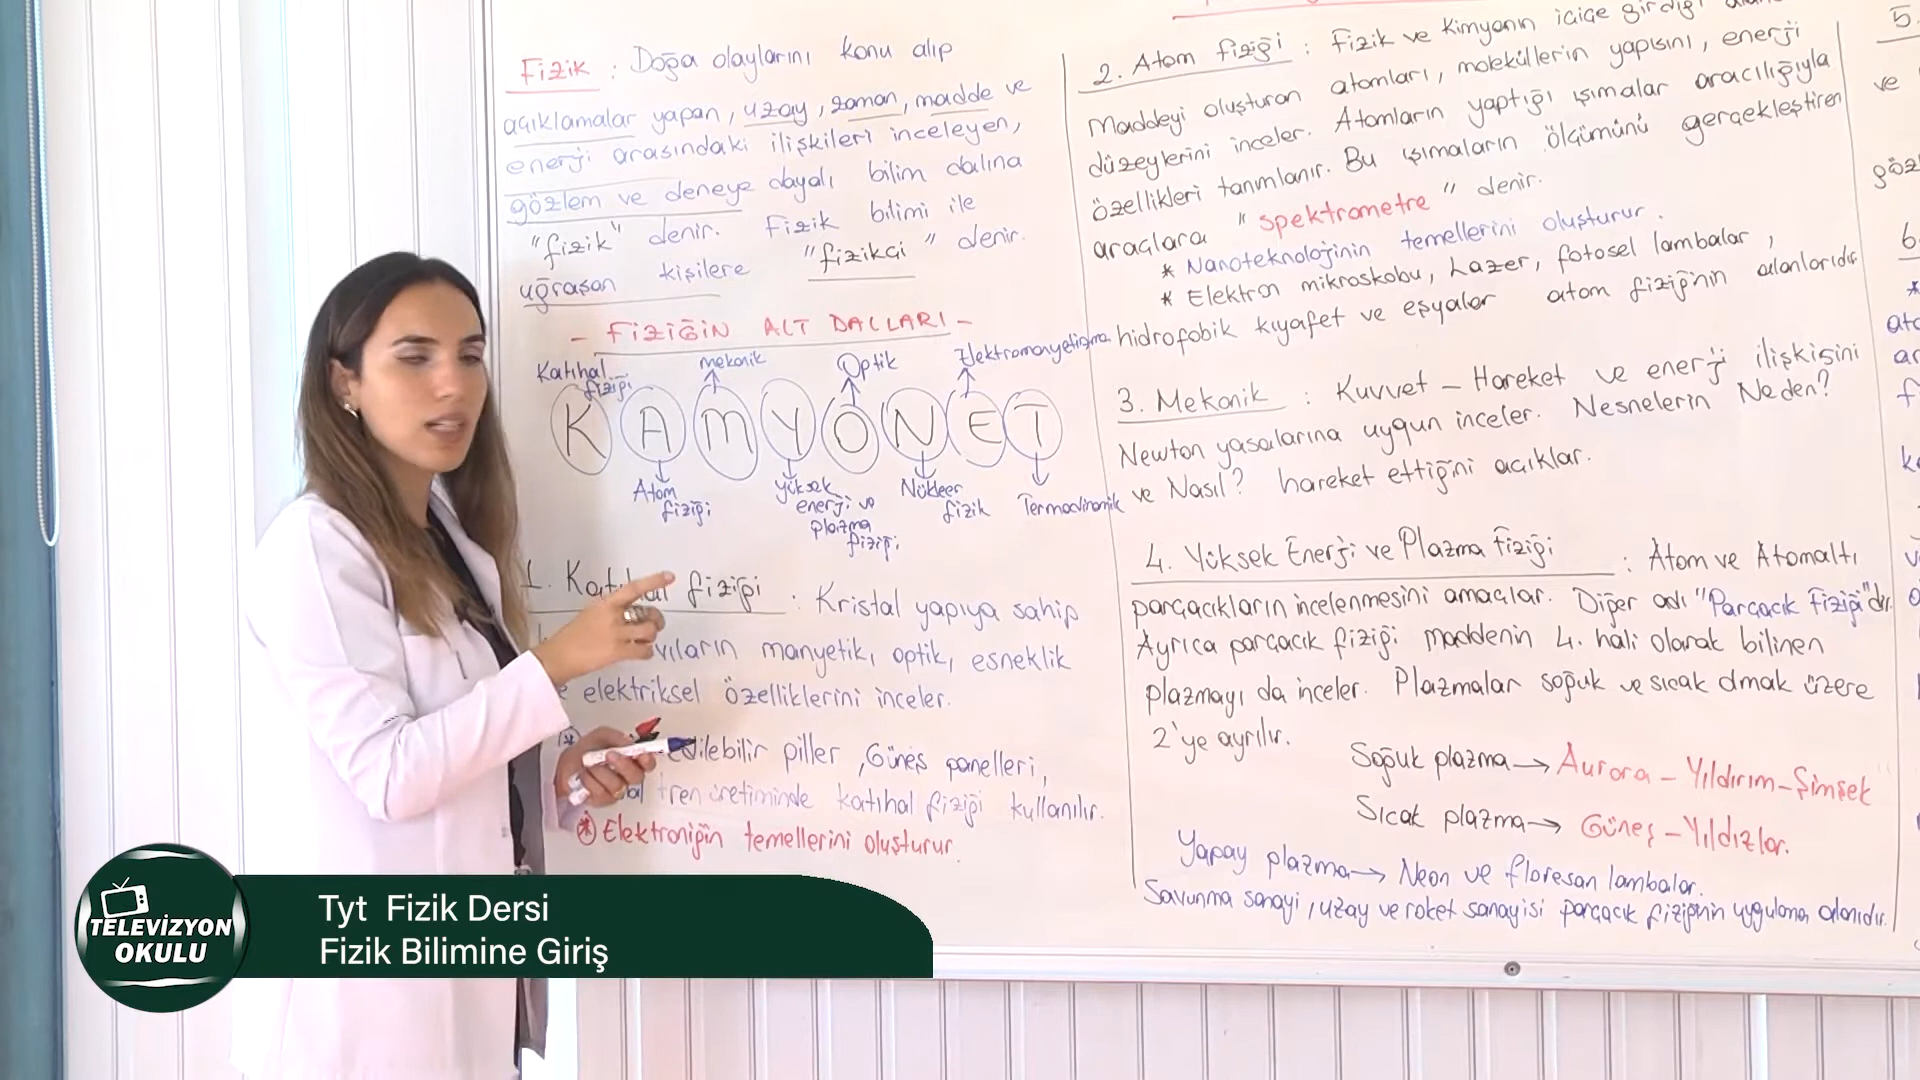 Fizik : Doğa olaylarını konu alıp
açıklamalar yapan, uzay, zaman, madde ve
enerji arasındaki ilişkileri inceleyen,
gözlem ve deneye dayalı bilim dalına
"fizik" denir. Fizik bilimi ile
uğraşan kişilere "fizikçi" denir.
- FİZİĞİN ALT DALLARI -
Katıhal fiziği
mekanik
Optik
Elektromanyetizma
K A M Y O N E T
Atom fiziği
Yüksek enerji ve plazma fiziği
Nükleer fizik
Termodinamik
1. Katıhal fiziği : Kristal yapıya sahip
manyetik, optik, esneklik
elektriksel özelliklerini inceler.
piller, Güneş panelleri,
tren üretiminde katıhal fiziği kullanılır.
* Elektroniğin temellerini oluşturur.
2. Atom fiziği : Fizik ve Kimyanın içiçe girdiği
Maddeyi oluşturan atomları, moleküllerin yapısını, enerji
düzeylerini inceler. Atomların yaptığı ışımalar aracılığıyla
özellikleri tanımlanır. Bu ışımaların ölçümünü gerçekleştiren
araçlara "spektrometre" denir.
* Nanoteknolojinin temellerini oluşturur.
* Elektron mikroskobu, Lazer, fotosel lambalar,
hidrofobik kıyafet ve eşyalar atom fiziğinin alanlarıdır
3. Mekanik : Kuvvet - Hareket ve enerji ilişkisini
Newton yasalarına uygun inceler. Nesnelerin Neden?
ve Nasıl? hareket ettiğini açıklar.
4. Yüksek Enerji ve Plazma Fiziği : Atom ve Atomaltı
parçacıkların incelenmesini amaçlar. Diğer adı "Parçacık Fiziği"dir.
Ayrıca parçacık fiziği maddenin 4. hali olarak bilinen
plazmayı da inceler. Plazmalar soğuk ve sıcak olmak üzere
2'ye ayrılır.
Soğuk plazma → Aurora - Yıldırım - Şimşek
Sıcak plazma → Güneş - Yıldızlar.
Yapay plazma → Neon ve floresan lambalar.
Savunma sanayi, uzay ve roket sanayisi parçacık fiziğinin uygulama alanıdır.
5.
ve
6.
*
TELEVİZYON
OKULU
Tyt Fizik Dersi
Fizik Bilimine Giriş